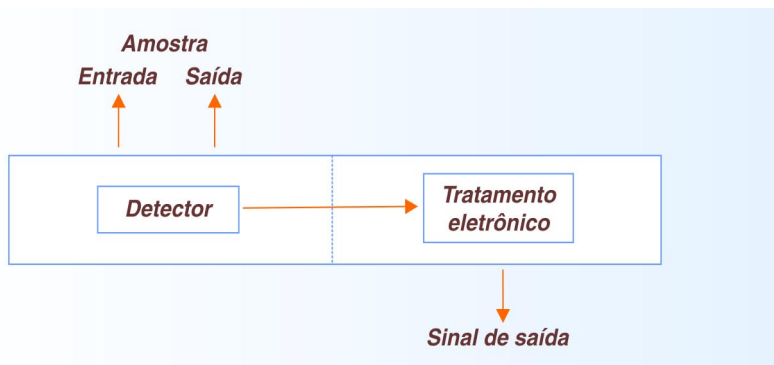 Amostra
Entrada Saída
Detector
Tratamento
eletrônico
Sinal de saída